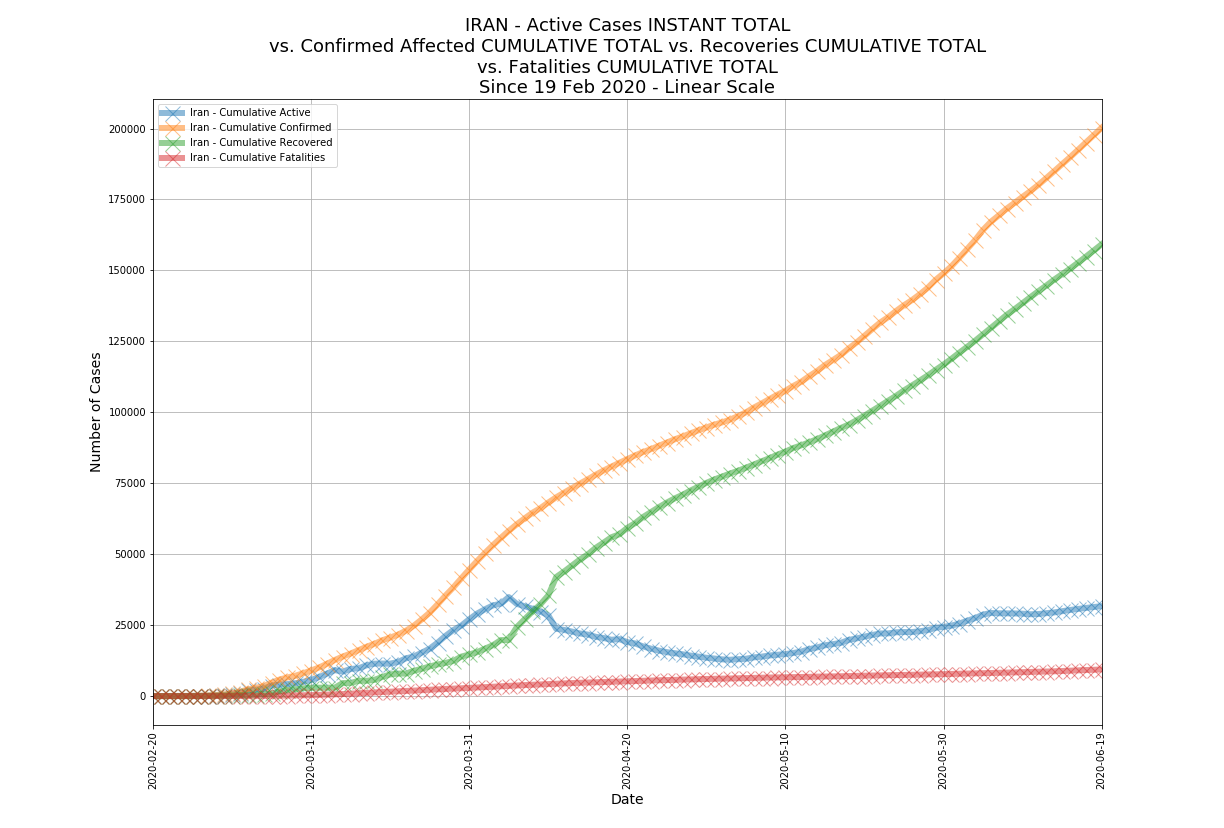 IRAN - Active Cases INSTANT TOTAL
vs. Confirmed Affected CUMULATIVE TOTAL vs. Recoveries CUMULATIVE TOTAL
vs. Fatalities CUMULATIVE TOTAL
Since 19 Feb 2020 - Linear Scale
Iran - Cumulative Active
Iran - Cumulative Confirmed
Iran - Cumulative Recovered
Iran - Cumulative Fatalities
Number of Cases
200000
175000
150000
125000
100000
75000
50000
25000
0
2020-02-20
2020-03-11
2020-03-31
2020-04-20
2020-05-10
2020-05-30
2020-06-19
Date